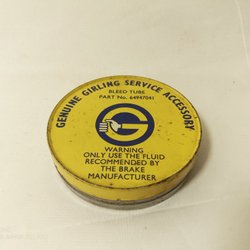 GENUINE GIRLING SERVICE ACCESSORY
BLEED TUBE
PART No. 64947041
G
WARNING
ONLY USE THE FLUID
RECOMMENDED BY
THE BRAKE
MANUFACTURER